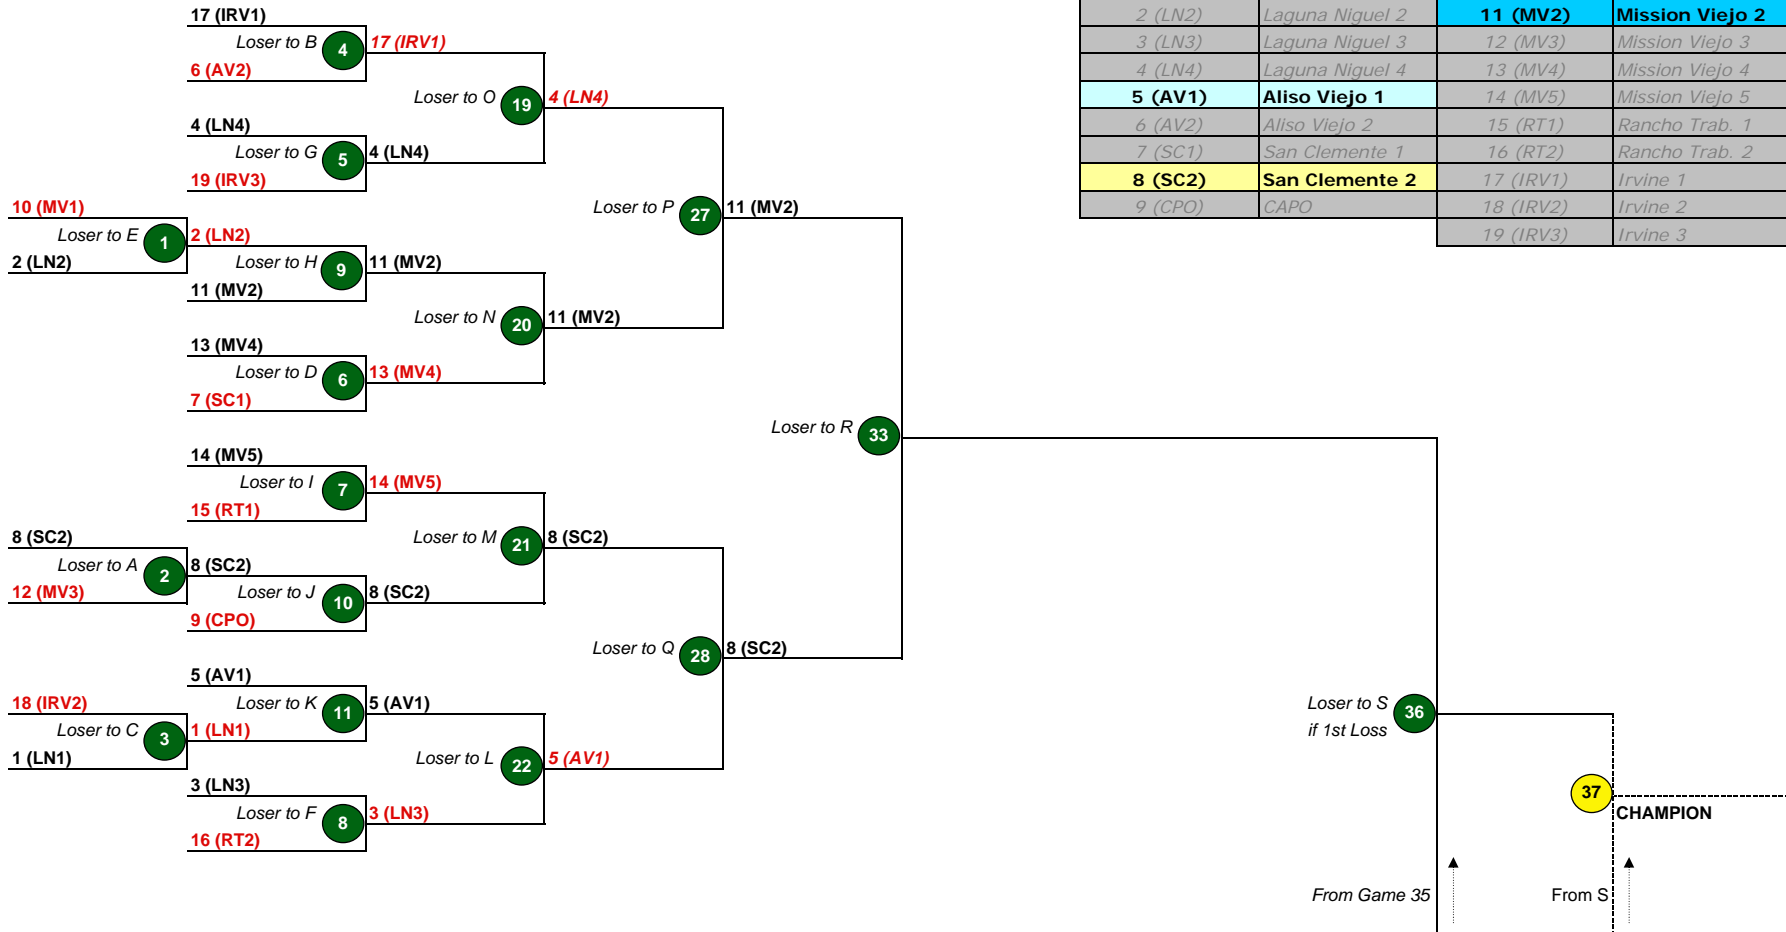 17 (IRV1)
Loser to B 4 17 (IRV1)
6 (AV2)
Loser to O 19 4 (LN4)
4 (LN4)
Loser to G 5 4 (LN4)
19 (IRV3)
10 (MV1)
Loser to P 27 11 (MV2)
Loser to E 1 2 (LN2)
2 (LN2)
Loser to H 9 11 (MV2)
11 (MV2)
Loser to N 20 11 (MV2)
13 (MV4)
Loser to D 6 13 (MV4)
7 (SC1)
Loser to R 33
14 (MV5)
Loser to I 7 14 (MV5)
15 (RT1)
8 (SC2)
Loser to M 21 8 (SC2)
Loser to A 2 8 (SC2)
12 (MV3)
Loser to J 10 8 (SC2)
9 (CPO)
Loser to Q 28 8 (SC2)
5 (AV1)
18 (IRV2)
Loser to K 11 5 (AV1)
Loser to C 3 1 (LN1)
1 (LN1)
Loser to L 22 5 (AV1)
3 (LN3)
Loser to F 8 3 (LN3)
16 (RT2)
Loser to S 36
if 1st Loss
37
CHAMPION
From Game 35
From S
2 (LN2) Laguna Niguel 2 11 (MV2) Mission Viejo 2
3 (LN3) Laguna Niguel 3 12 (MV3) Mission Viejo 3
4 (LN4) Laguna Niguel 4 13 (MV4) Mission Viejo 4
5 (AV1) Aliso Viejo 1 14 (MV5) Mission Viejo 5
6 (AV2) Aliso Viejo 2 15 (RT1) Rancho Trab. 1
7 (SC1) San Clemente 1 16 (RT2) Rancho Trab. 2
8 (SC2) San Clemente 2 17 (IRV1) Irvine 1
9 (CPO) CAPO 18 (IRV2) Irvine 2
19 (IRV3) Irvine 3